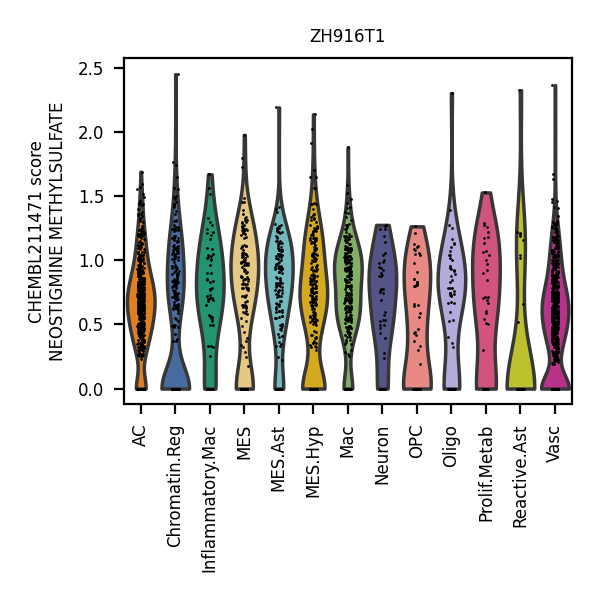 ZH916T1
CHEMBL211471 score
NEOSTIGMINE METHYLSULFATE
2.5
2.0
1.5
1.0
0.5
0.0
AC
Chromatin.Reg
Inflammatory.Mac
MES
MES.Ast
MES.Hyp
Mac
Neuron
OPC
Oligo
Prolif.Metab
Reactive.Ast
Vasc